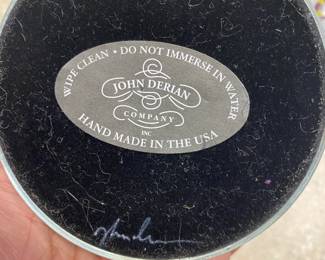 WIPE CLEAN • DO NOT IMMERSE IN WATER
JOHN DERIAN
COMPANY
INC
HAND MADE IN THE USA